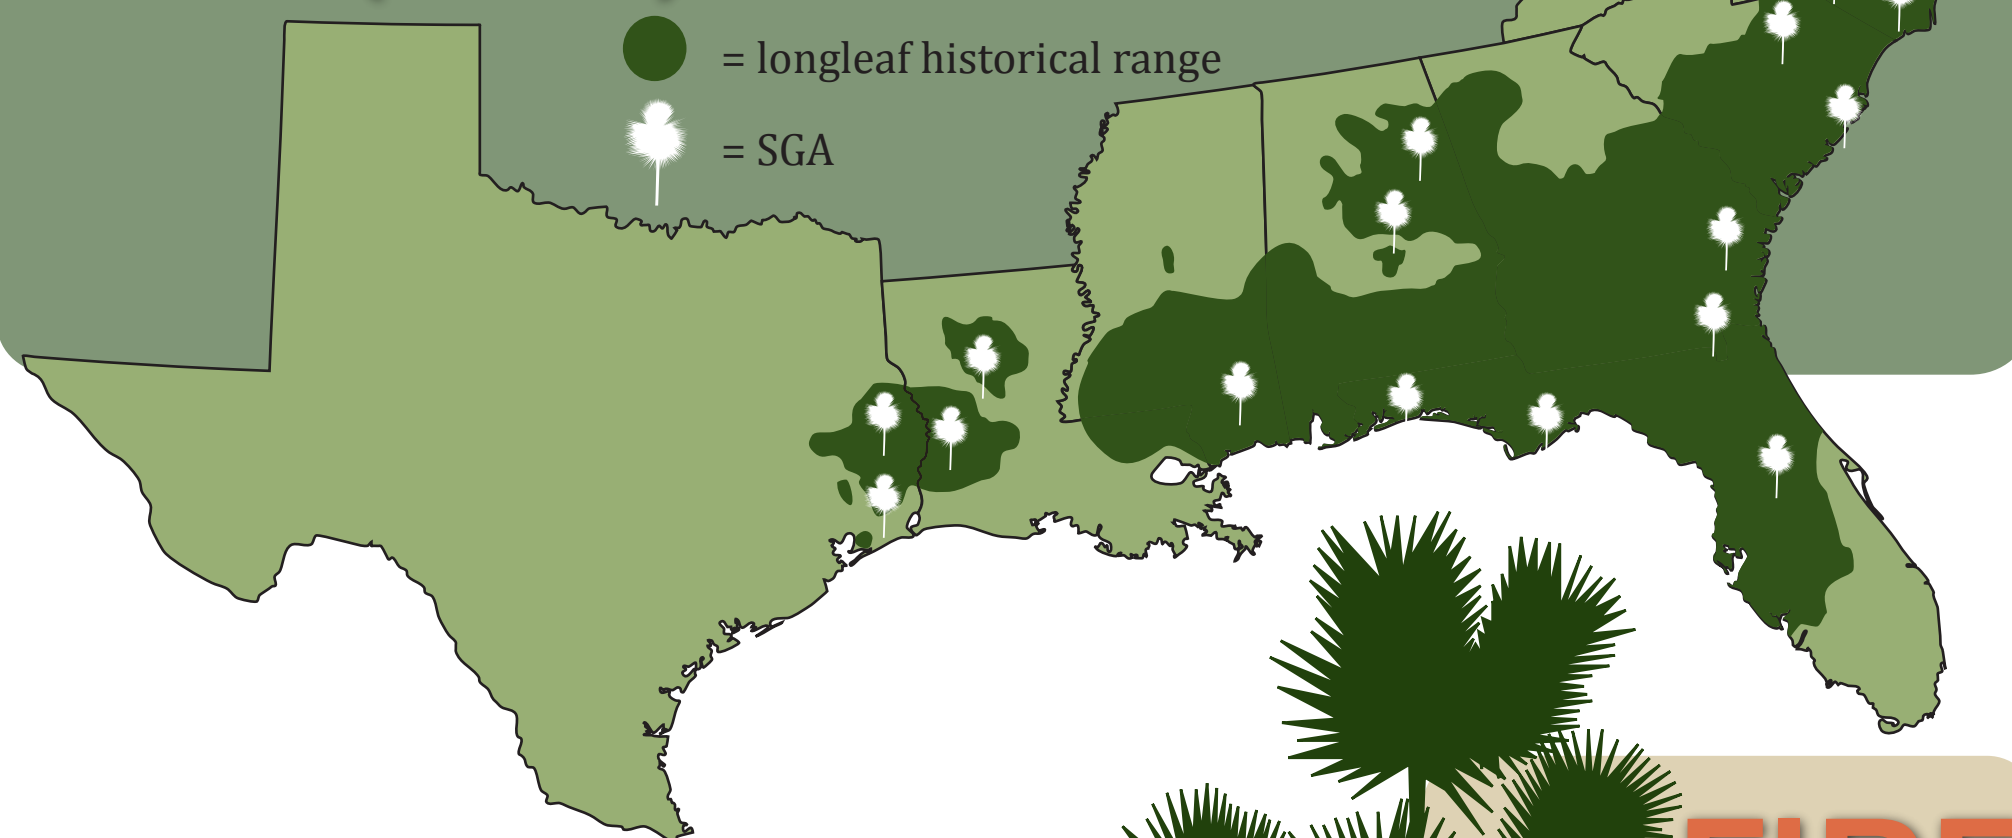 = longleaf historical range
= SGA